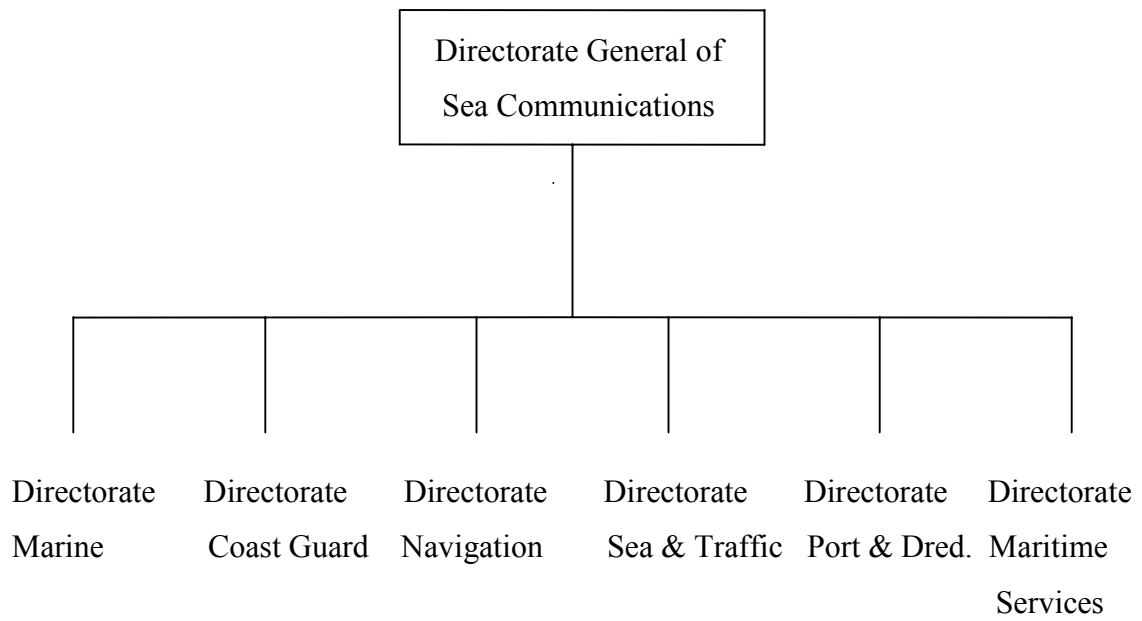 Directorate General of
Sea Communications
Directorate
Marine
Directorate
Coast Guard
Directorate
Navigation
Directorate
Sea & Traffic
Directorate
Port & Dred.
Directorate
Maritime
Services